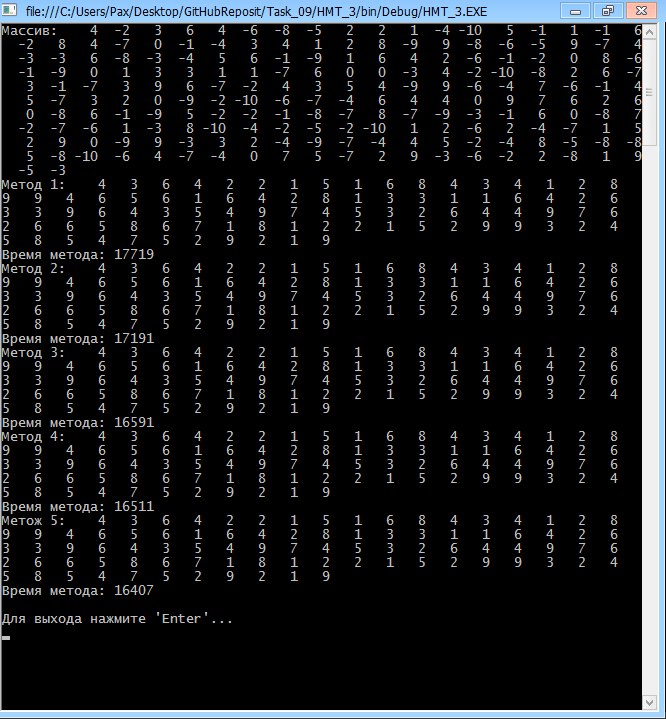 file:///C:/Users/Pax/Desktop/GitHubReposit/Task_09/HMT_3/bin/Debug/HMT_3.EXE
Массив: 4 -2 3 6 4 -6 -8 -5 2 2 1 -4 -10 5 -1 1 -1 6
-2 8 4 -7 0 -1 -4 3 4 1 2 8 -9 9 -8 -6 -5 9 -7 4
-3 -3 6 -8 -3 -4 5 6 -1 -9 1 6 4 2 -6 -1 -2 0 8 -6
-1 -9 0 1 3 3 1 1 -7 6 0 0 -3 4 -2 -10 -8 2 6 -7
3 -1 -7 3 9 6 -7 -2 4 3 5 4 -9 9 -6 -4 7 -6 -1 4
5 -7 3 2 0 -9 -2 -10 -6 -7 -4 6 4 4 0 9 7 6 2 6
0 -8 6 -1 -9 5 -2 -2 -1 -8 -7 8 -7 -9 -3 -1 6 0 -8 7
-2 -7 -6 1 -3 8 -10 -4 -2 -5 -2 -10 1 2 -6 2 -4 -7 1 5
2 9 0 -9 9 -3 3 2 -4 -9 -7 -4 4 5 -2 -4 8 -5 -8 -8
5 -8 -10 -6 4 -7 -4 0 7 5 -7 2 9 -3 -6 -2 2 -8 1 9
-5 -3
Метод 1: 4 3 6 4 2 2 1 5 1 6 8 4 3 4 1 2 8
9 9 4 6 5 6 1 6 4 2 8 1 3 3 1 1 6 4 2 6
3 3 9 6 4 3 5 4 9 7 4 5 3 2 6 4 4 9 7 6
2 6 6 5 8 6 7 1 8 1 2 2 1 5 2 9 9 3 2 4
5 8 5 4 7 5 2 9 2 1 9
Время метода: 17719
Метод 2: 4 3 6 4 2 2 1 5 1 6 8 4 3 4 1 2 8
9 9 4 6 5 6 1 6 4 2 8 1 3 3 1 1 6 4 2 6
3 3 9 6 4 3 5 4 9 7 4 5 3 2 6 4 4 9 7 6
2 6 6 5 8 6 7 1 8 1 2 2 1 5 2 9 9 3 2 4
5 8 5 4 7 5 2 9 2 1 9
Время метода: 17191
Метод 3: 4 3 6 4 2 2 1 5 1 6 8 4 3 4 1 2 8
9 9 4 6 5 6 1 6 4 2 8 1 3 3 1 1 6 4 2 6
3 3 9 6 4 3 5 4 9 7 4 5 3 2 6 4 4 9 7 6
2 6 6 5 8 6 7 1 8 1 2 2 1 5 2 9 9 3 2 4
5 8 5 4 7 5 2 9 2 1 9
Время метода: 16591
Метод 4: 4 3 6 4 2 2 1 5 1 6 8 4 3 4 1 2 8
9 9 4 6 5 6 1 6 4 2 8 1 3 3 1 1 6 4 2 6
3 3 9 6 4 3 5 4 9 7 4 5 3 2 6 4 4 9 7 6
2 6 6 5 8 6 7 1 8 1 2 2 1 5 2 9 9 3 2 4
5 8 5 4 7 5 2 9 2 1 9
Время метода: 16511
Метож 5: 4 3 6 4 2 2 1 5 1 6 8 4 3 4 1 2 8
9 9 4 6 5 6 1 6 4 2 8 1 3 3 1 1 6 4 2 6
3 3 9 6 4 3 5 4 9 7 4 5 3 2 6 4 4 9 7 6
2 6 6 5 8 6 7 1 8 1 2 2 1 5 2 9 9 3 2 4
5 8 5 4 7 5 2 9 2 1 9
Время метода: 16407
Для выхода нажмите 'Enter'...